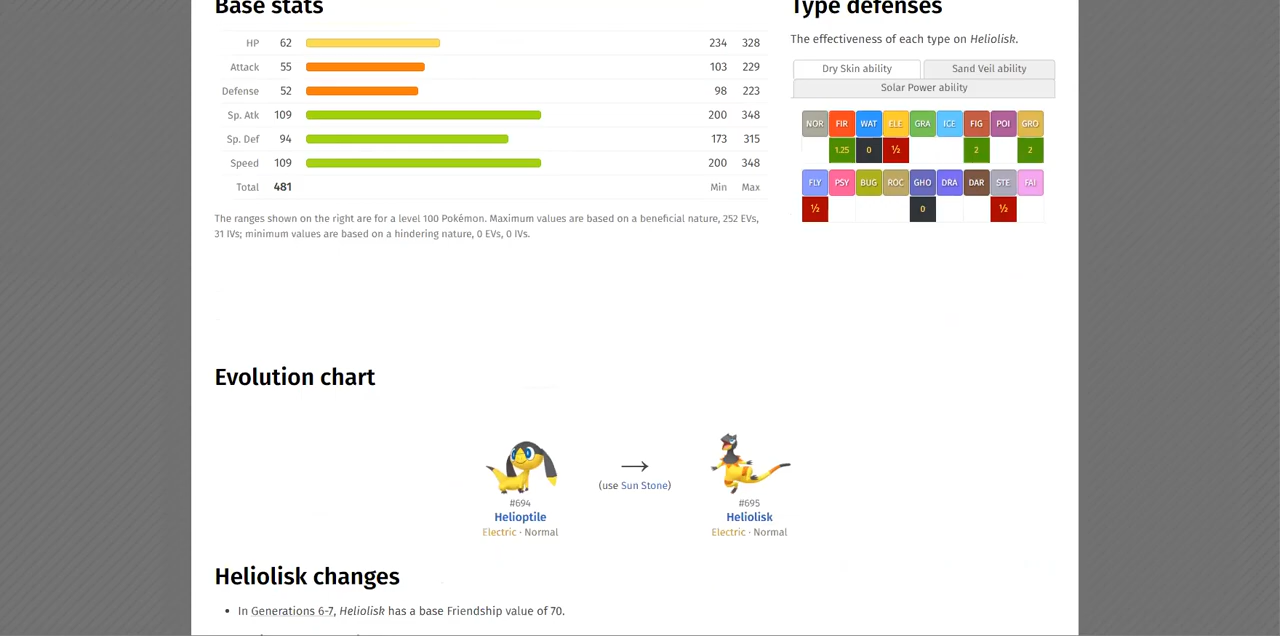 Base stats
HP 62 234 328
Attack 55 103 229
Defense 52 98 223
Sp. Atk 109 200 348
Sp. Def 94 173 315
Speed 109 200 348
Total 481 Min Max
The ranges shown on the right are for a level 100 Pokémon. Maximum values are based on a beneficial nature, 252 EVs,
31 IVs; minimum values are based on a hindering nature, 0 EVs, 0 IVs.
Type defenses
The effectiveness of each type on Heliolisk.
Dry Skin ability Sand Veil ability
Solar Power ability
NOR FIR WAT ELE GRA ICE FIG POI GRO
1.25 0 ½ 2 2
FLY PSY BUG ROC GHO DRA DAR STE FAI
½ 0 ½
Evolution chart
(use Sun Stone)
#694 #695
Helioptile Heliolisk
Electric · Normal Electric · Normal
Heliolisk changes
• In Generations 6-7, Heliolisk has a base Friendship value of 70.